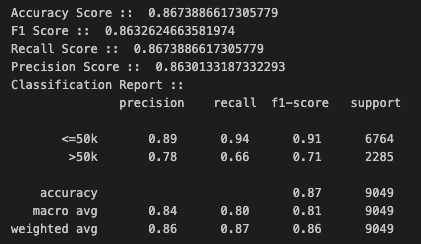 Accuracy Score ::  0.8673886617305779
F1 Score ::  0.8632624663581974
Recall Score ::  0.8673886617305779
Precision Score ::  0.8630133187332293
Classification Report ::
              precision    recall  f1-score   support

       <=50k       0.89      0.94      0.91      6764
        >50k       0.78      0.66      0.71      2285

    accuracy                           0.87      9049
   macro avg       0.84      0.80      0.81      9049
weighted avg       0.86      0.87      0.86      9049